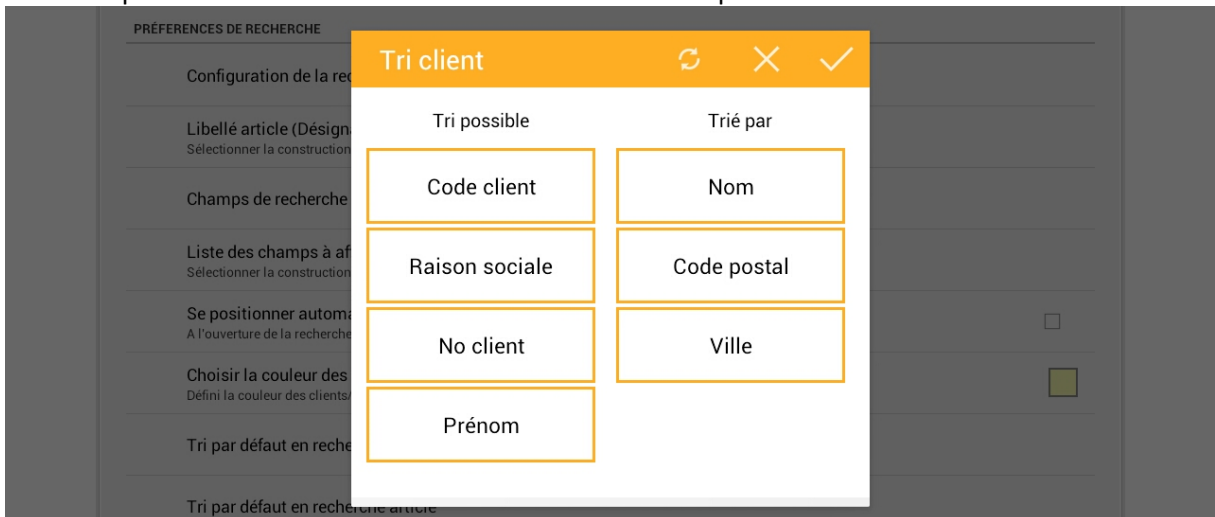 PRÉFERENCES DE RECHERCHE
Configuration de la rec
Libellé article (Désign
Sélectionner la construction
Champs de recherche
Liste des champs à af
Sélectionner la construction
Se positionner automa
A l'ouverture de la recherche
Choisir la couleur des
Défini la couleur des clients/
Tri par défaut en reche
Tri par défaut en recherche article
Tri client
Tri possible
Trié par
Code client
Nom
Raison sociale
Code postal
No client
Ville
Prénom